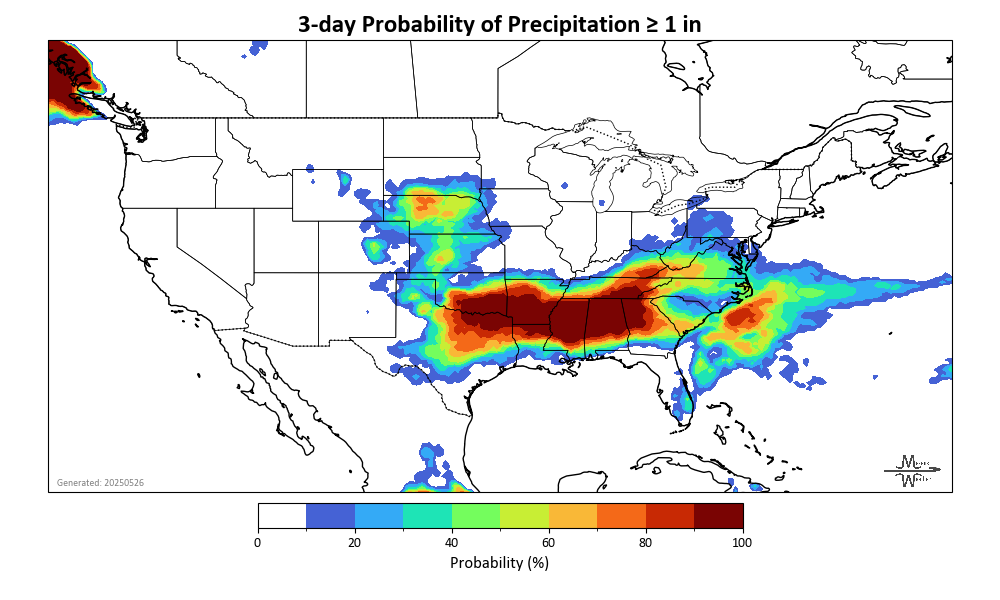 3-day Probability of Precipitation ≥ 1 in
Generated: 20250526
0 20 40 60 80 100
Probability (%)